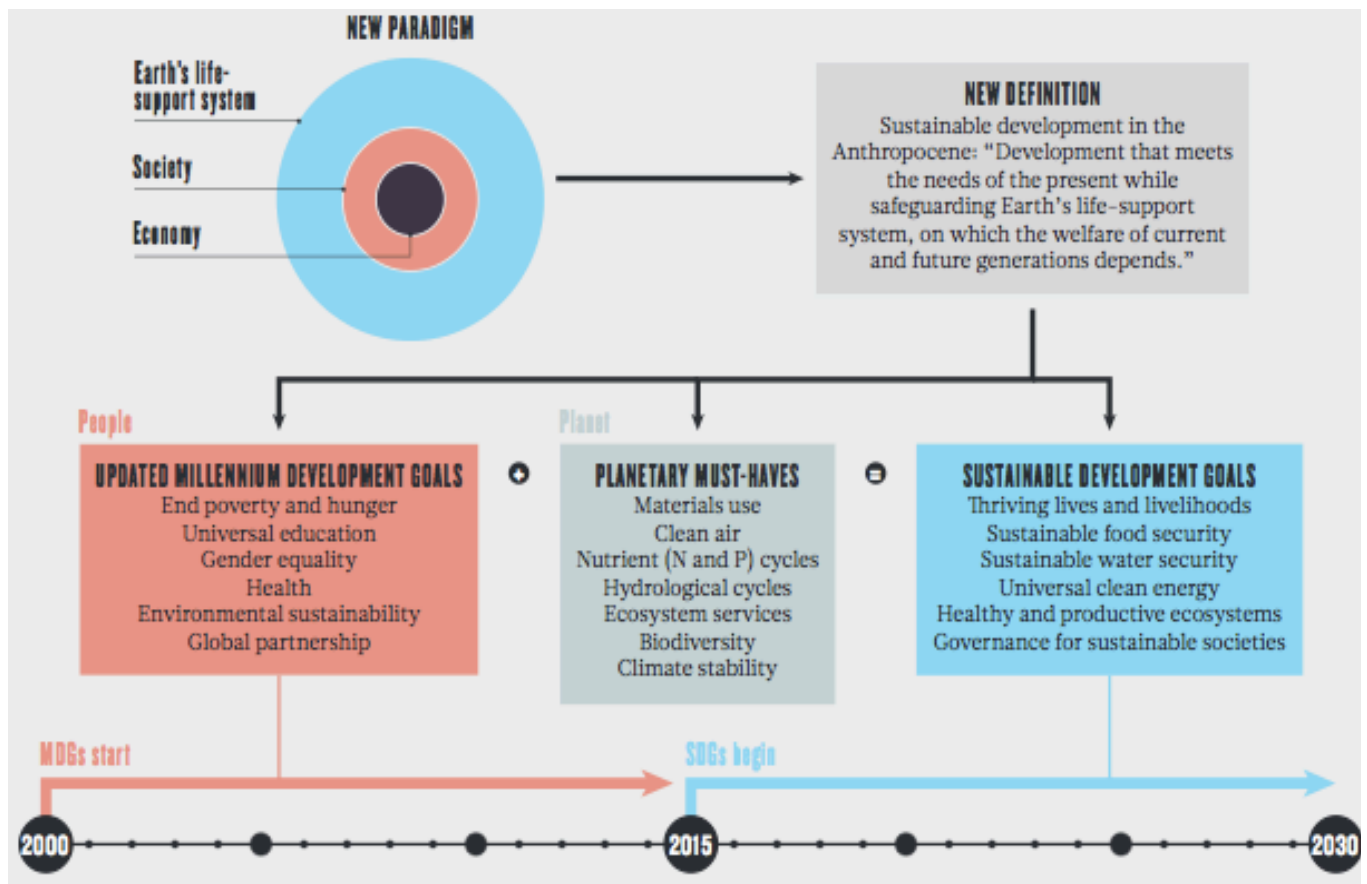 NEW PARADIGM
Earth's life-
support system
Society
Economy
NEW DEFINITION
Sustainable development in the
Anthropocene: “Development that meets
the needs of the present while
safeguarding Earth's life-support
system, on which the welfare of current
and future generations depends.”
People
UPDATED MILLENNIUM DEVELOPMENT GOALS
End poverty and hunger
Universal education
Gender equality
Health
Environmental sustainability
Global partnership
+
Planet
PLANETARY MUST-HAVES
Materials use
Clean air
Nutrient (N and P) cycles
Hydrological cycles
Ecosystem services
Biodiversity
Climate stability
=
SUSTAINABLE DEVELOPMENT GOALS
Thriving lives and livelihoods
Sustainable food security
Sustainable water security
Universal clean energy
Healthy and productive ecosystems
Governance for sustainable societies
MDGs start
SDGs begin
2000
2015
2030